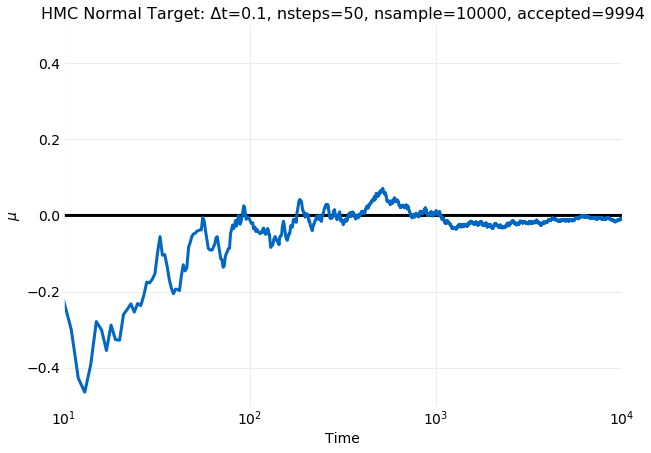 HMC Normal Target: Δt=0.1, nsteps=50, nsample=10000, accepted=9994
0.4
0.2
0.0
−0.2
−0.4
μ
10¹ 10² 10³ 10⁴
Time